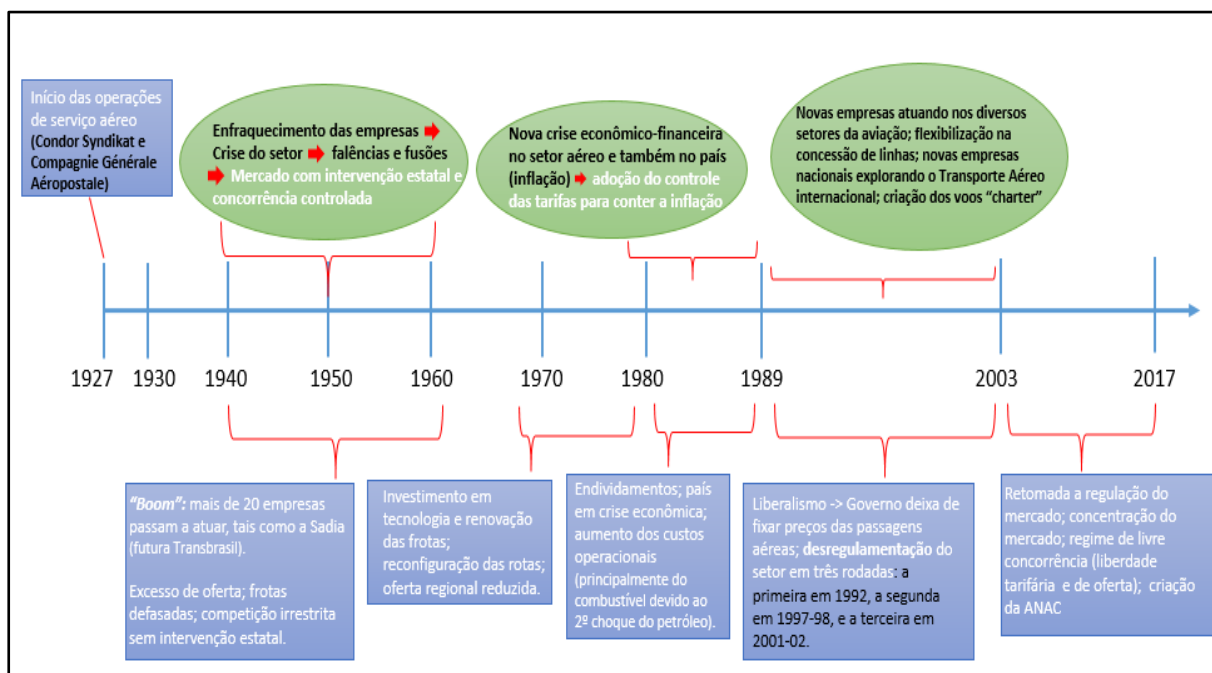 Início das operações
de serviço aéreo
(Condor Syndikat e
Compagnie Générale
Aéropostale)
Enfraquecimento das empresas
Crise do setor falências e fusões
Mercado com intervenção estatal e
concorrência controlada
Nova crise econômico-financeira
no setor aéreo e também no país
(inflação) adoção do controle
das tarifas para conter a inflação
Novas empresas atuando nos diversos
setores da aviação; flexibilização na
concessão de linhas; novas empresas
nacionais explorando o Transporte Aéreo
internacional; criação dos voos “charter”
1927 1930 1940 1950 1960 1970 1980 1989 2003 2017
“Boom”: mais de 20 empresas
passam a atuar, tais como a Sadia
(futura Transbrasil).
Excesso de oferta; frotas
defasadas; competição irrestrita
sem intervenção estatal.
Investimento em
tecnologia e renovação
das frotas;
reconfiguração das rotas;
oferta regional reduzida.
Endividamentos; país
em crise econômica;
aumento dos custos
operacionais
(principalmente do
combustível devido ao
2º choque do petróleo).
Liberalismo -> Governo deixa de
fixar preços das passagens
aéreas; desregulamentação do
setor em três rodadas: a
primeira em 1992, a segunda
em 1997-98, e a terceira em
2001-02.
Retomada a regulação do
mercado; concentração do
mercado; regime de livre
concorrência (liberdade
tarifária e de oferta); criação
da ANAC